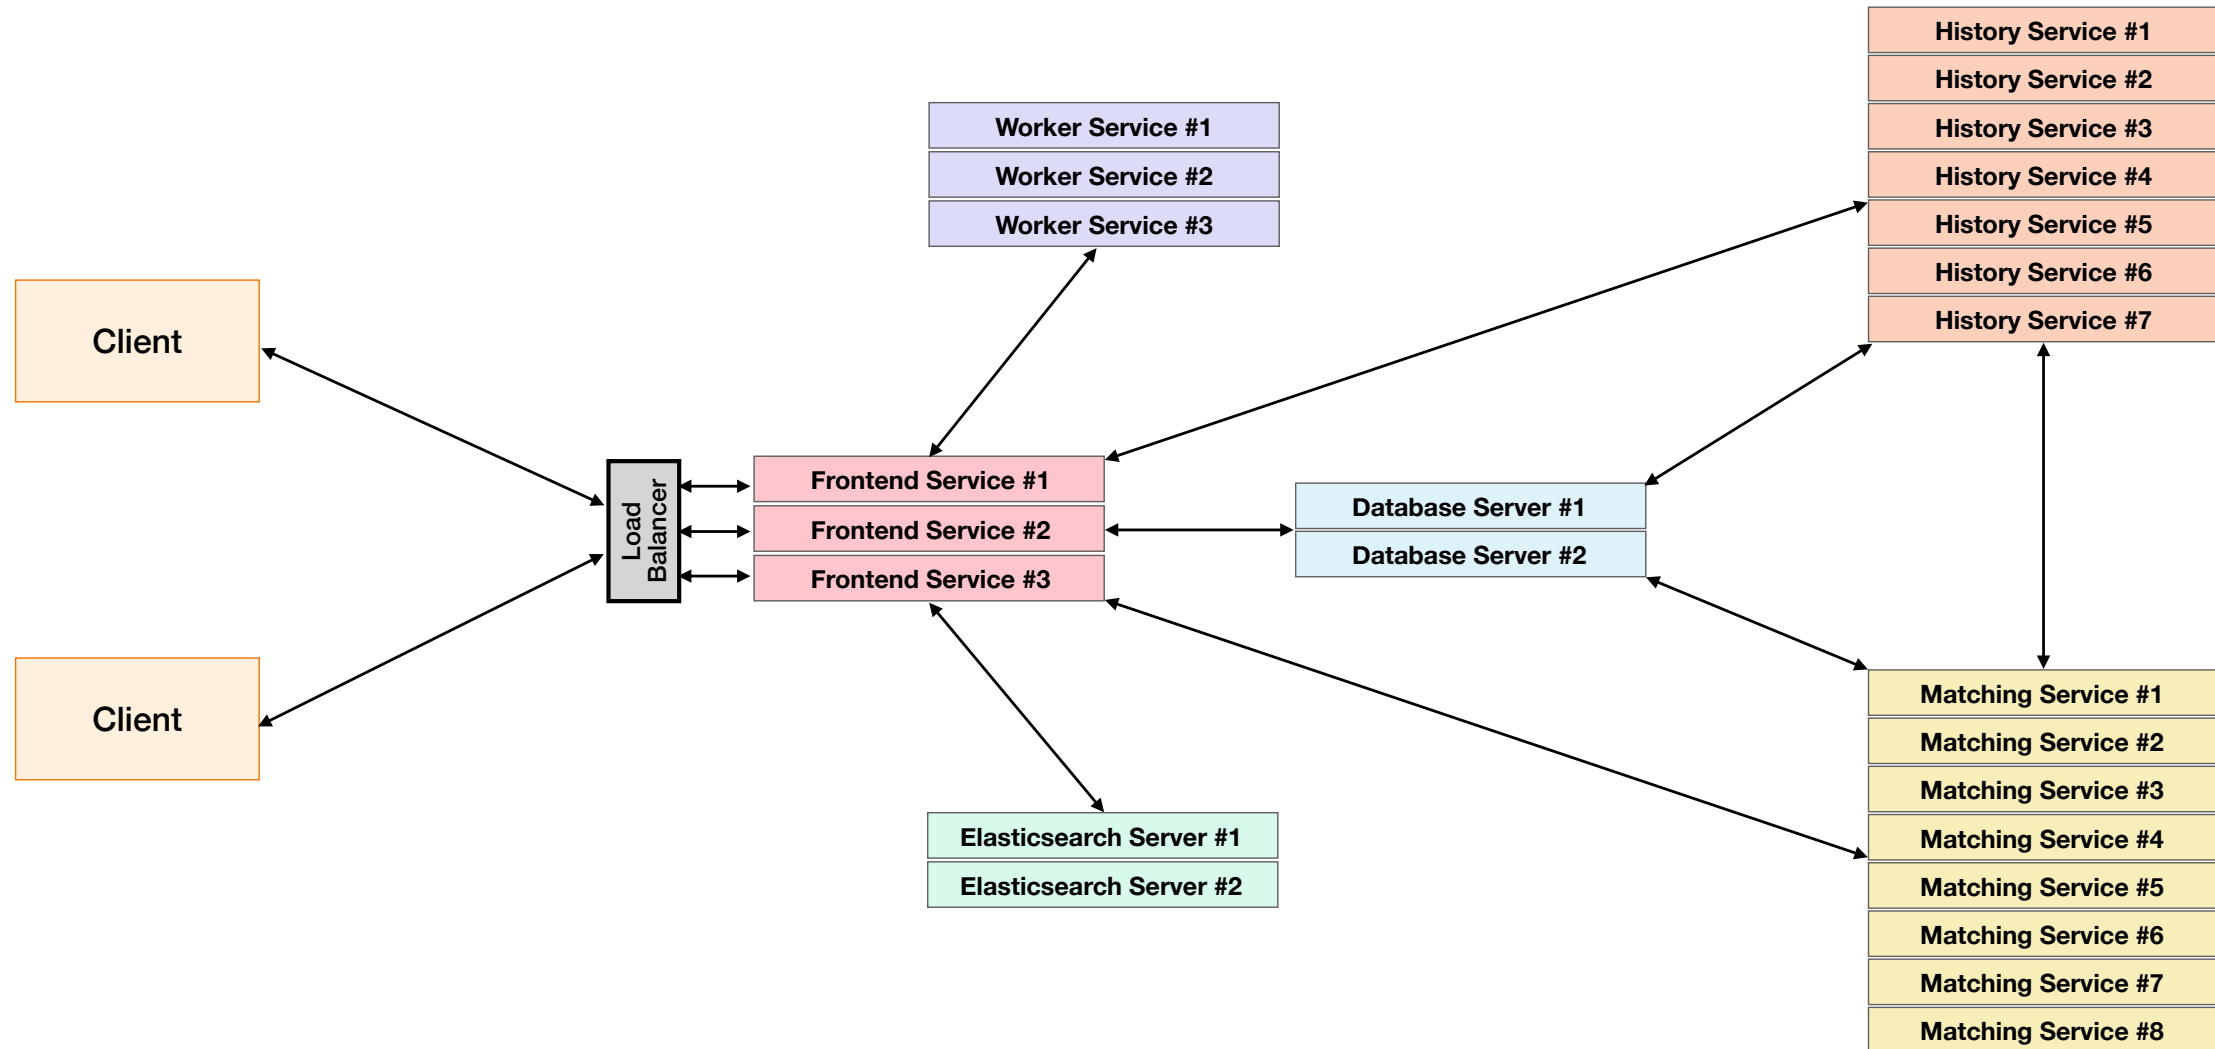 History Service #1
History Service #2
History Service #3
History Service #4
History Service #5
History Service #6
History Service #7
Worker Service #1
Worker Service #2
Worker Service #3
Client
Client
Load
Balancer
Frontend Service #1
Frontend Service #2
Frontend Service #3
Database Server #1
Database Server #2
Elasticsearch Server #1
Elasticsearch Server #2
Matching Service #1
Matching Service #2
Matching Service #3
Matching Service #4
Matching Service #5
Matching Service #6
Matching Service #7
Matching Service #8